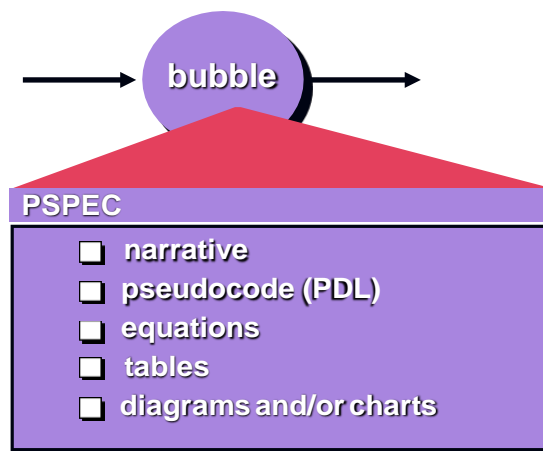 bubble
PSPEC
narrative
pseudocode (PDL)
equations
tables
diagrams and/or charts